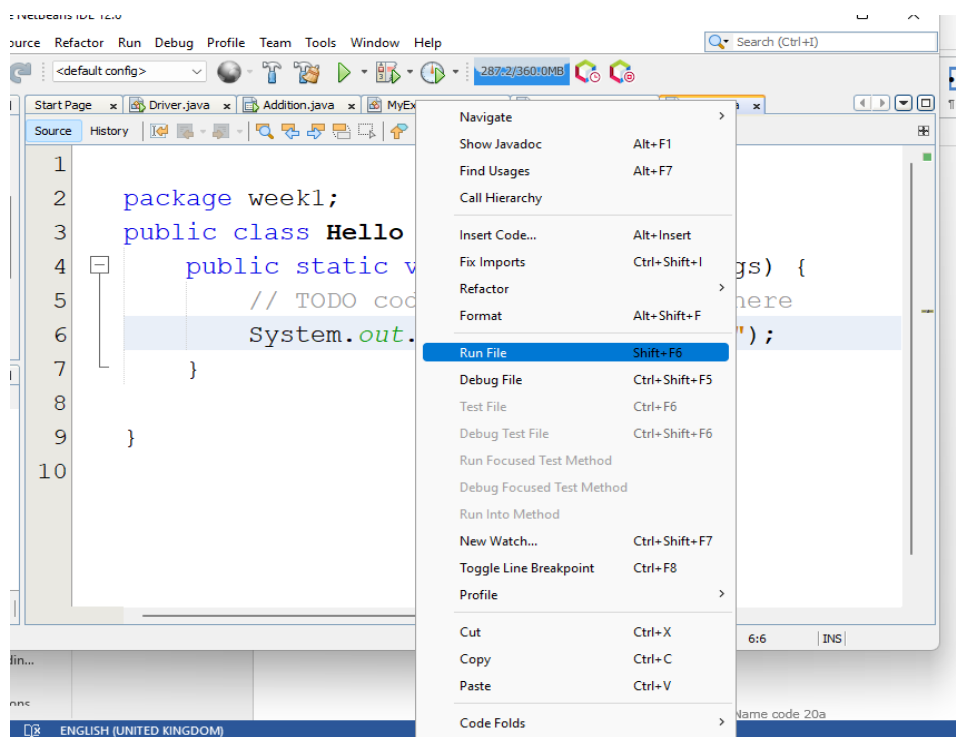 NetBeans IDE 12.0
ource Refactor Run Debug Profile Team Tools Window Help
Search (Ctrl+I)
<default config>
287.2/360.0MB
Start Page x Driver.java x Addition.java x MyEx
a x
Source History
1
2 package week1;
3 public class Hello
4 public static v
gs) {
5 // TODO cod
here
6 System.out.
");
7 }
8
9 }
10
Navigate >
Show Javadoc Alt+F1
Find Usages Alt+F7
Call Hierarchy
Insert Code... Alt+Insert
Fix Imports Ctrl+Shift+I
Refactor >
Format Alt+Shift+F
Run File Shift+F6
Debug File Ctrl+Shift+F5
Test File Ctrl+F6
Debug Test File Ctrl+Shift+F6
Run Focused Test Method
Debug Focused Test Method
Run Into Method
New Watch... Ctrl+Shift+F7
Toggle Line Breakpoint Ctrl+F8
Profile >
Cut Ctrl+X
Copy Ctrl+C
Paste Ctrl+V
Code Folds >
6:6 INS
din...
ons
Name code 20a
ENGLISH (UNITED KINGDOM)